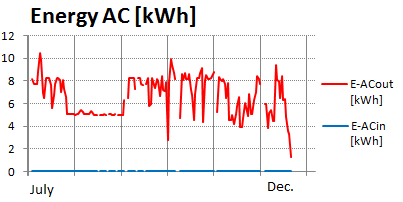 Energy AC [kWh]
12
10
8
6
4
2
0
July
Dec.
E-ACout
[kWh]
E-ACin
[kWh]